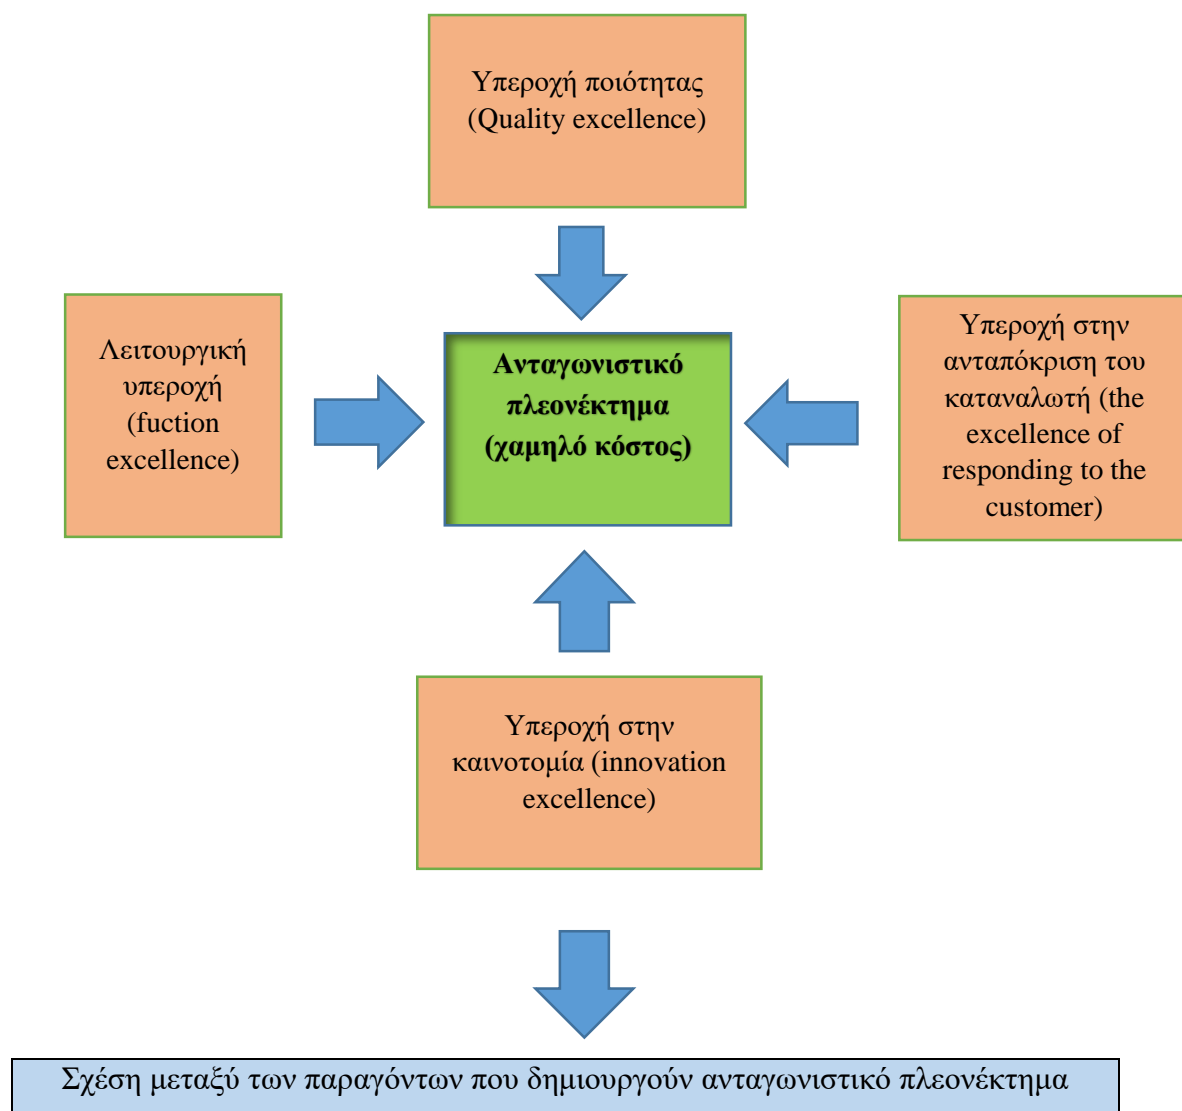 Υπεροχή ποιότητας
(Quality excellence)
Λειτουργική
υπεροχή
(fuction
excellence)
Ανταγωνιστικό
πλεονέκτημα
(χαμηλό κόστος)
Υπεροχή στην
ανταπόκριση του
καταναλωτή (the
excellence of
responding to the
customer)
Υπεροχή στην
καινοτομία (innovation
excellence)
Σχέση μεταξύ των παραγόντων που δημιουργούν ανταγωνιστικό πλεονέκτημα